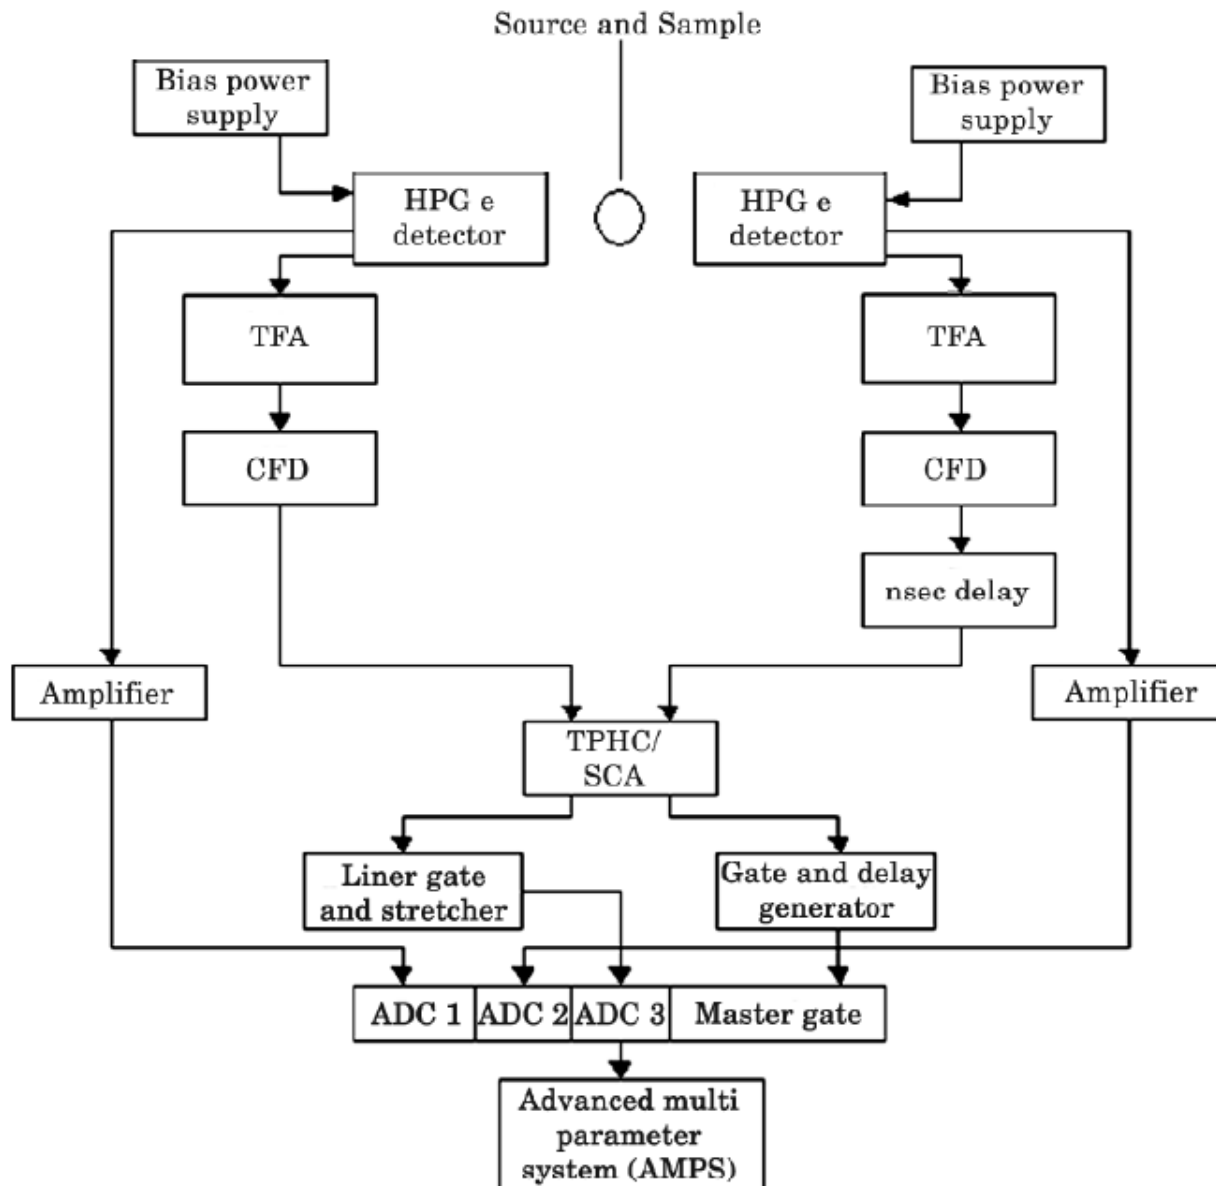 Source and Sample
Bias power
supply
Bias power
supply
HPG e
detector
HPG e
detector
TFA
TFA
CFD
CFD
nsec delay
Amplifier
Amplifier
TPHC/
SCA
Liner gate
and stretcher
Gate and delay
generator
ADC 1
ADC 2
ADC 3
Master gate
Advanced multi
parameter
system (AMPS)